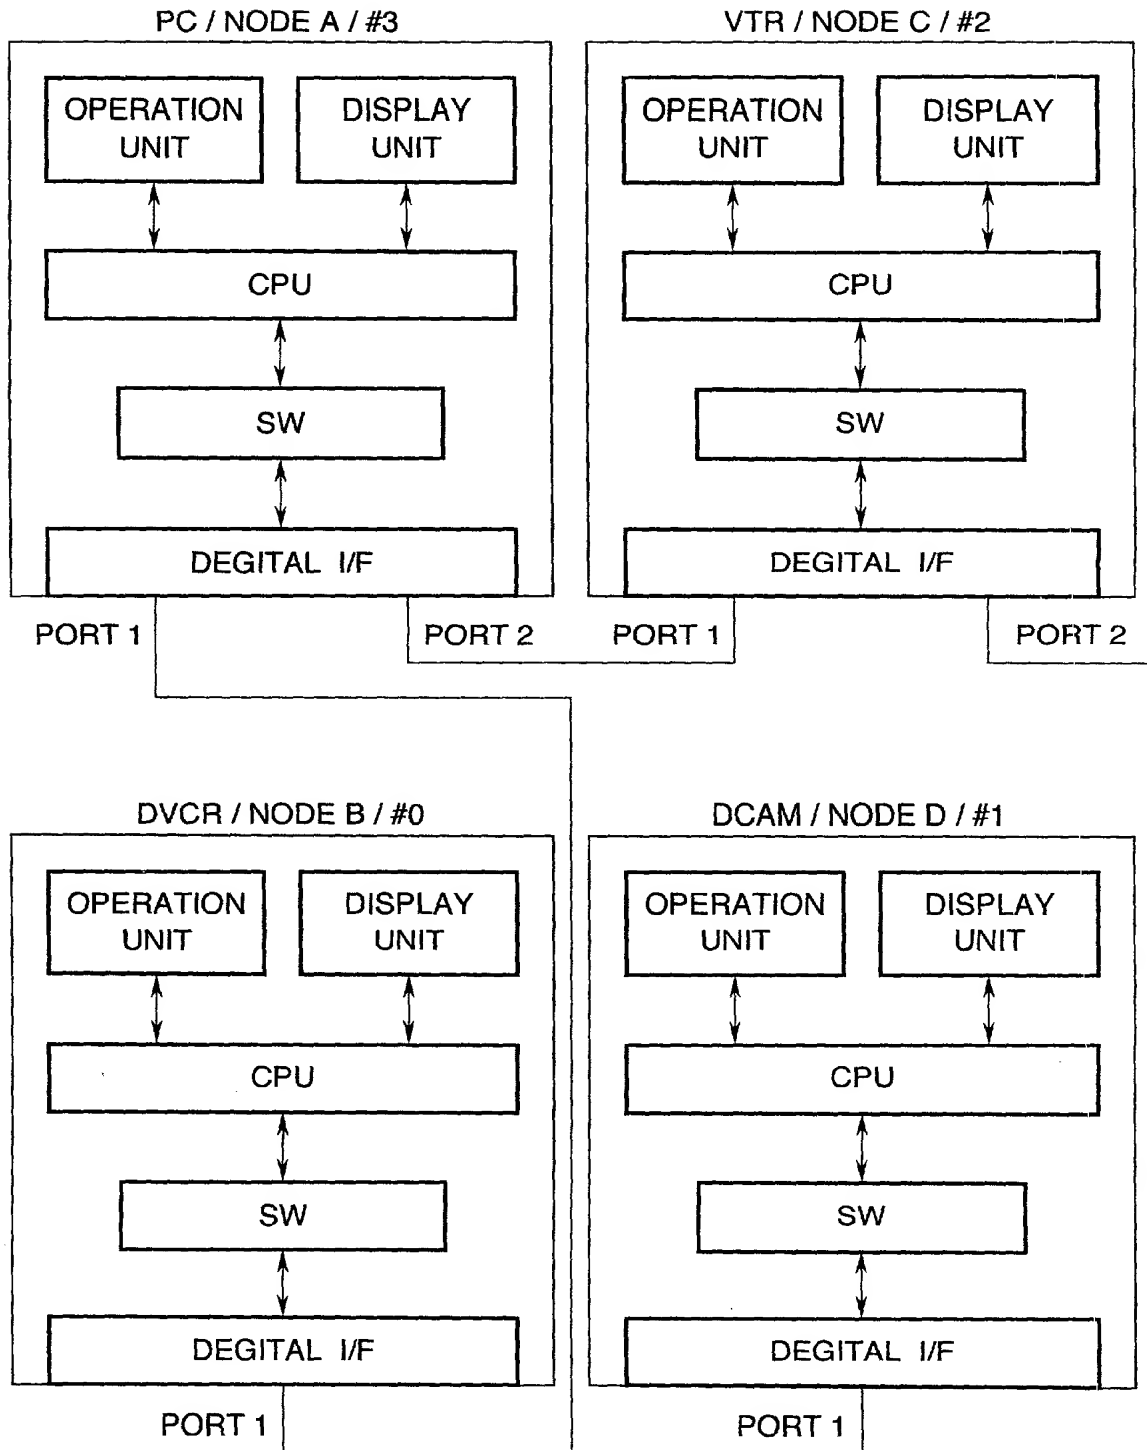 PC / NODE A / #3
OPERATION
UNIT
DISPLAY
UNIT
CPU
SW
DEGITAL I/F
PORT 1
PORT 2
VTR / NODE C / #2
OPERATION
UNIT
DISPLAY
UNIT
CPU
SW
DEGITAL I/F
PORT 1
PORT 2
DVCR / NODE B / #0
OPERATION
UNIT
DISPLAY
UNIT
CPU
SW
DEGITAL I/F
PORT 1
DCAM / NODE D / #1
OPERATION
UNIT
DISPLAY
UNIT
CPU
SW
DEGITAL I/F
PORT 1